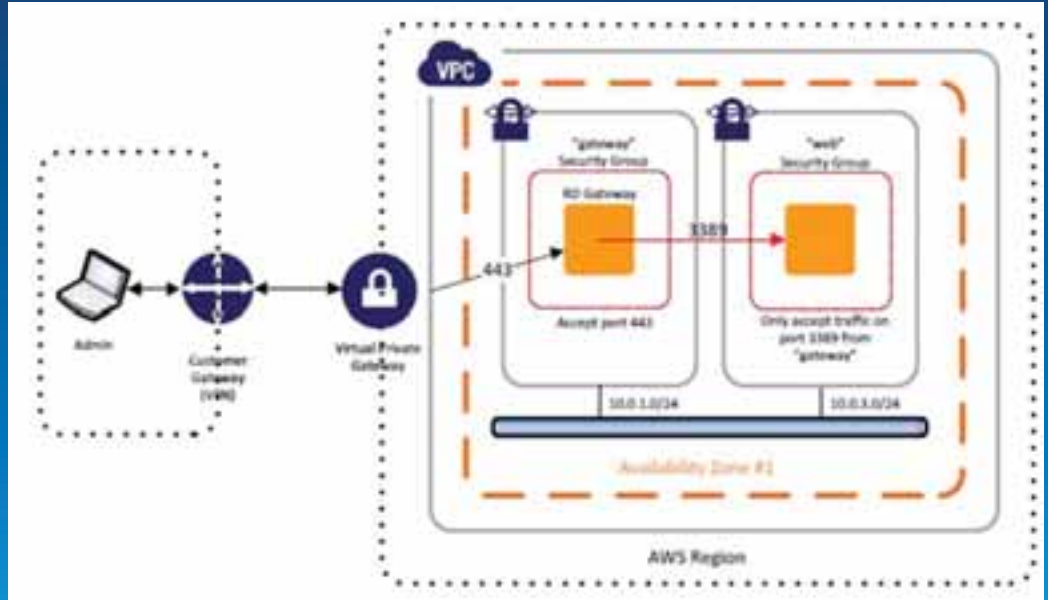 VPC
"gateway"
Security Group
RD Gateway
"web"
Security Group
3389
443
Accept port 443
Only accept traffic on
port 3389 from
"gateway"
Admin
Customer
Gateway
(VPN)
Virtual Private
Gateway
10.0.1.0/24
10.0.3.0/24
Availability Zone #1
AWS Region